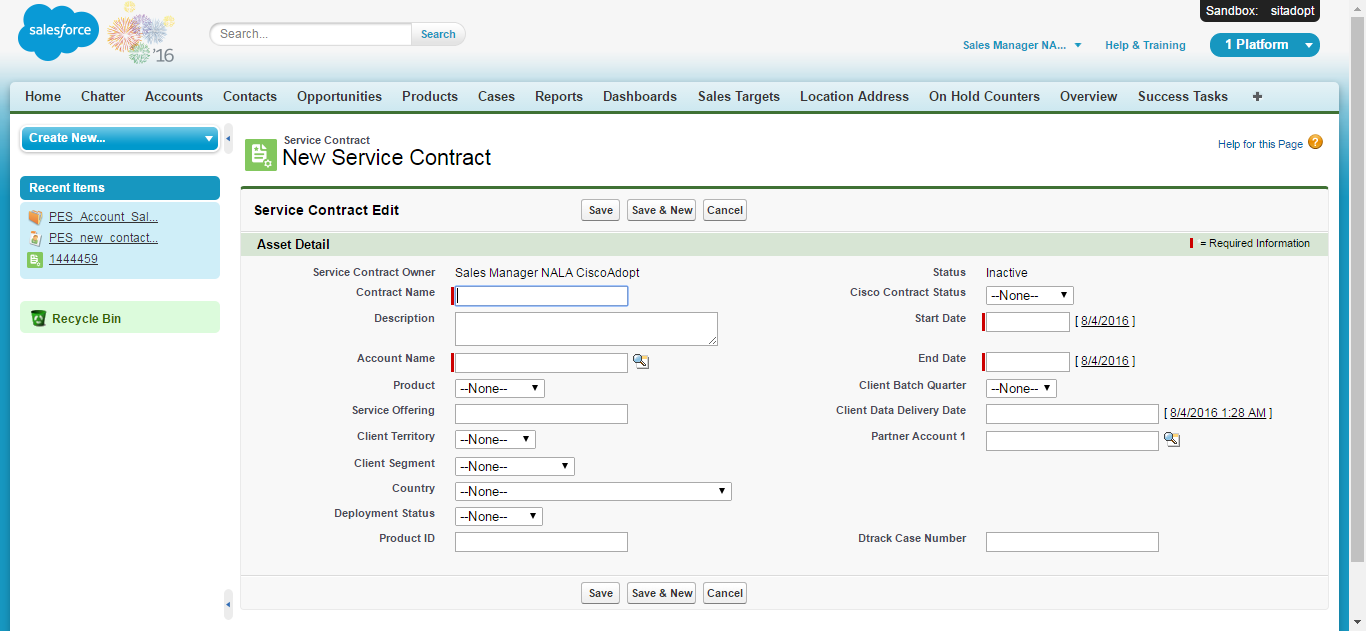 Sandbox: sitadopt
salesforce
'16
Search...
Search
Sales Manager NA...
Help & Training
1 Platform
Home Chatter Accounts Contacts Opportunities Products Cases Reports Dashboards Sales Targets Location Address On Hold Counters Overview Success Tasks +
Create New...
Recent Items
PES_Account_Sal...
PES_new_contact...
1444459
Recycle Bin
Service Contract
New Service Contract
Help for this Page ?
Service Contract Edit Save Save & New Cancel
Asset Detail = Required Information
Service Contract Owner Sales Manager NALA CiscoAdopt Status Inactive
Contract Name Cisco Contract Status --None--
Description Start Date [ 8/4/2016 ]
Account Name End Date [ 8/4/2016 ]
Product --None-- Client Batch Quarter --None--
Service Offering Client Data Delivery Date [ 8/4/2016 1:28 AM ]
Client Territory --None-- Partner Account 1
Client Segment --None--
Country --None--
Deployment Status --None--
Product ID Dtrack Case Number
Save Save & New Cancel